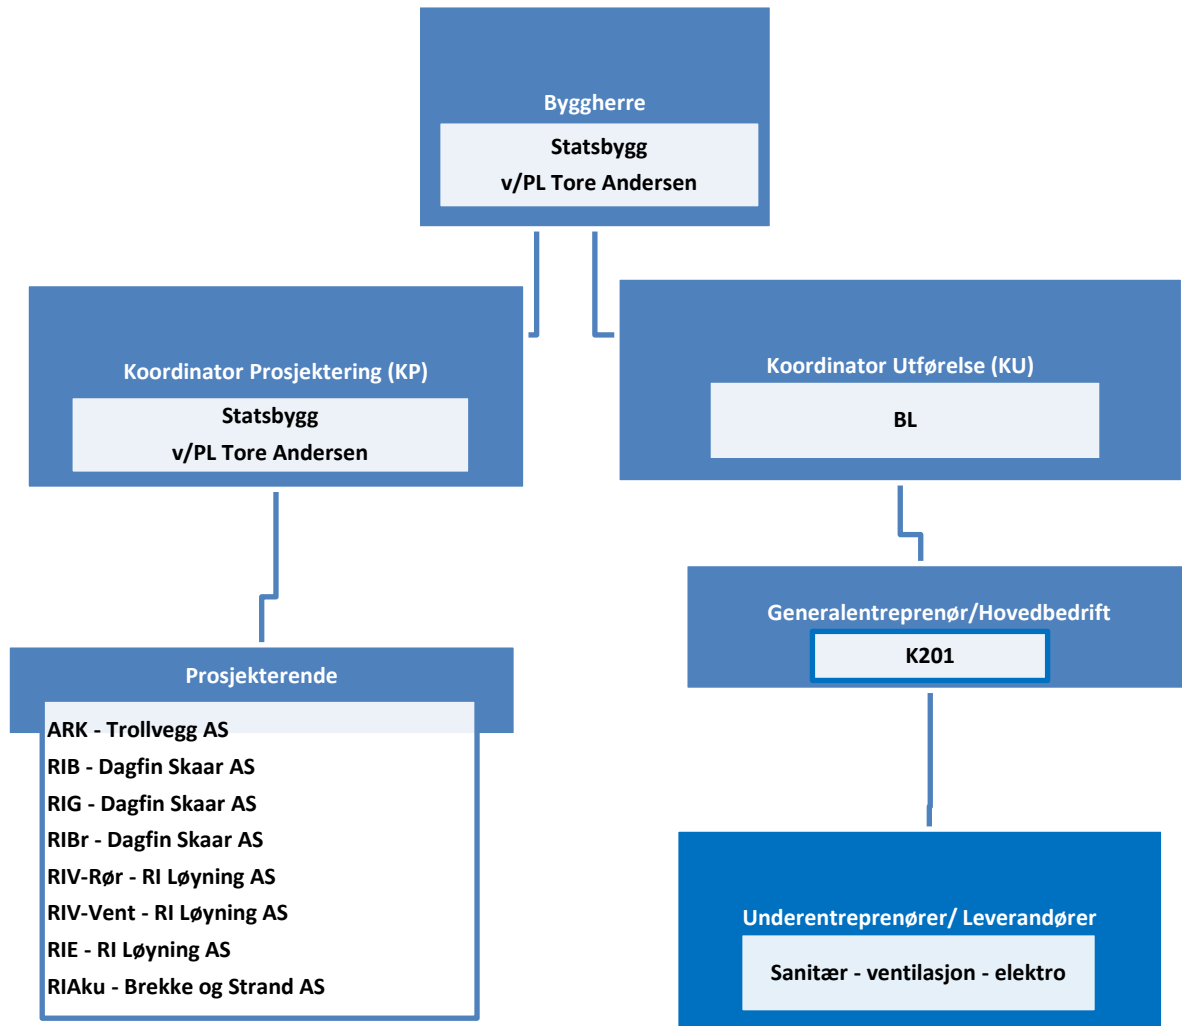 Byggherre
Statsbygg
v/PL Tore Andersen
Koordinator Prosjektering (KP)
Statsbygg
v/PL Tore Andersen
Koordinator Utførelse (KU)
BL
Generalentreprenør/Hovedbedrift
K201
Prosjekterende
ARK - Trollvegg AS
RIB - Dagfin Skaar AS
RIG - Dagfin Skaar AS
RIBr - Dagfin Skaar AS
RIV-Rør - RI Løyning AS
RIV-Vent - RI Løyning AS
RIE - RI Løyning AS
RIAku - Brekke og Strand AS
Underentreprenører/ Leverandører
Sanitær - ventilasjon - elektro